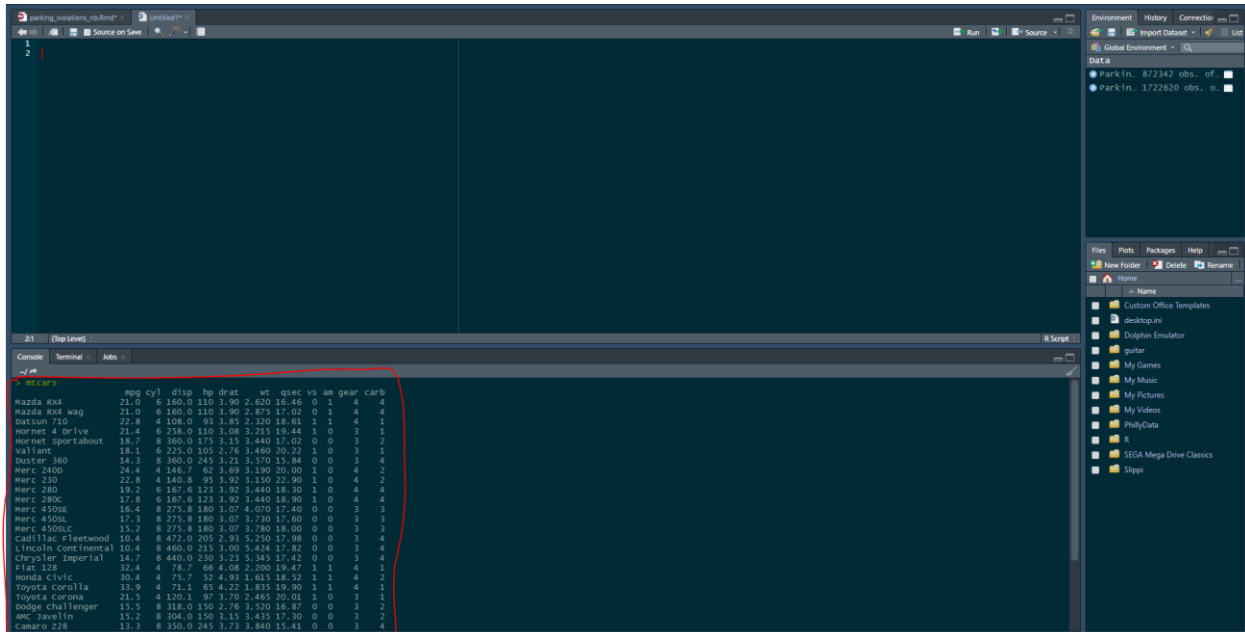 parking_violations_nb.Rmd* × Untitled1* ×
Source on Save Run Source
1
2
2:1 (Top Level) R Script
Console Terminal × Jobs ×
~/
> mtcars
mpg cyl disp hp drat wt qsec vs am gear carb
Mazda RX4 21.0 6 160.0 110 3.90 2.620 16.46 0 1 4 4
Mazda RX4 Wag 21.0 6 160.0 110 3.90 2.875 17.02 0 1 4 4
Datsun 710 22.8 4 108.0 93 3.85 2.320 18.61 1 1 4 1
Hornet 4 Drive 21.4 6 258.0 110 3.08 3.215 19.44 1 0 3 1
Hornet Sportabout 18.7 8 360.0 175 3.15 3.440 17.02 0 0 3 2
Valiant 18.1 6 225.0 105 2.76 3.460 20.22 1 0 3 1
Duster 360 14.3 8 360.0 245 3.21 3.570 15.84 0 0 3 4
Merc 240D 24.4 4 146.7 62 3.69 3.190 20.00 1 0 4 2
Merc 230 22.8 4 140.8 95 3.92 3.150 22.90 1 0 4 2
Merc 280 19.2 6 167.6 123 3.92 3.440 18.30 1 0 4 4
Merc 280C 17.8 6 167.6 123 3.92 3.440 18.90 1 0 4 4
Merc 450SE 16.4 8 275.8 180 3.07 4.070 17.40 0 0 3 3
Merc 450SL 17.3 8 275.8 180 3.07 3.730 17.60 0 0 3 3
Merc 450SLC 15.2 8 275.8 180 3.07 3.780 18.00 0 0 3 3
Cadillac Fleetwood 10.4 8 472.0 205 2.93 5.250 17.98 0 0 3 4
Lincoln Continental 10.4 8 460.0 215 3.00 5.424 17.82 0 0 3 4
Chrysler Imperial 14.7 8 440.0 230 3.23 5.345 17.42 0 0 3 4
Fiat 128 32.4 4 78.7 66 4.08 2.200 19.47 1 1 4 1
Honda Civic 30.4 4 75.7 52 4.93 1.615 18.52 1 1 4 2
Toyota Corolla 33.9 4 71.1 65 4.22 1.835 19.90 1 1 4 1
Toyota Corona 21.5 4 120.1 97 3.70 2.465 20.01 1 0 3 1
Dodge Challenger 15.5 8 318.0 150 2.76 3.520 16.87 0 0 3 2
AMC Javelin 15.2 8 304.0 150 3.15 3.435 17.30 0 0 3 2
Camaro Z28 13.3 8 350.0 245 3.73 3.840 15.41 0 0 3 4
Environment History Connectio
Import Dataset List
Global Environment
Data
Parkin… 872342 obs. of…
Parkin… 1722620 obs. o…
Files Plots Packages Help
New Folder Delete Rename
Home
Name
Custom Office Templates
desktop.ini
Dolphin Emulator
guitar
My Games
My Music
My Pictures
My Videos
PhillyData
R
SEGA Mega Drive Classics
Slippi